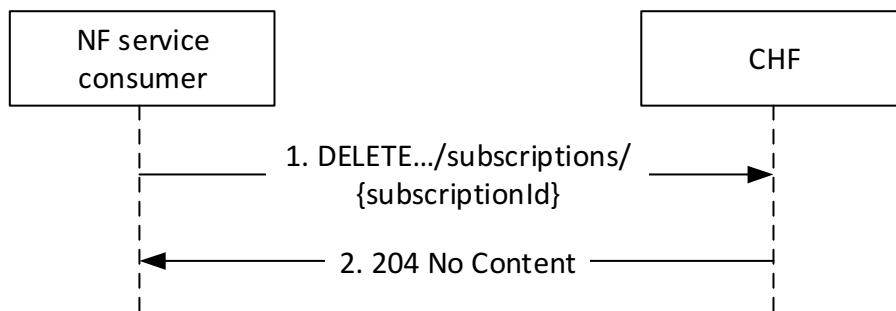 NF service
consumer
CHF
1. DELETE.../subscriptions/
{subscriptionId}
2. 204 No Content